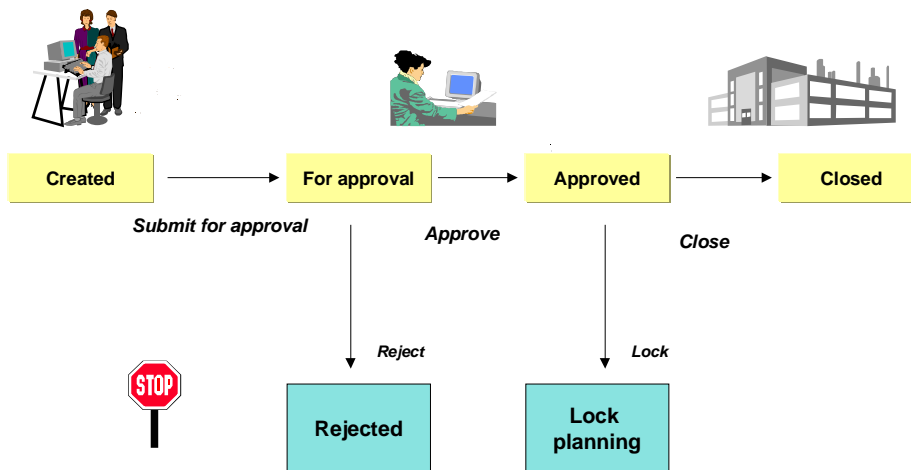 Created
For approval
Approved
Closed
Submit for approval
Approve
Close
Reject
Lock
STOP
Rejected
Lock
planning